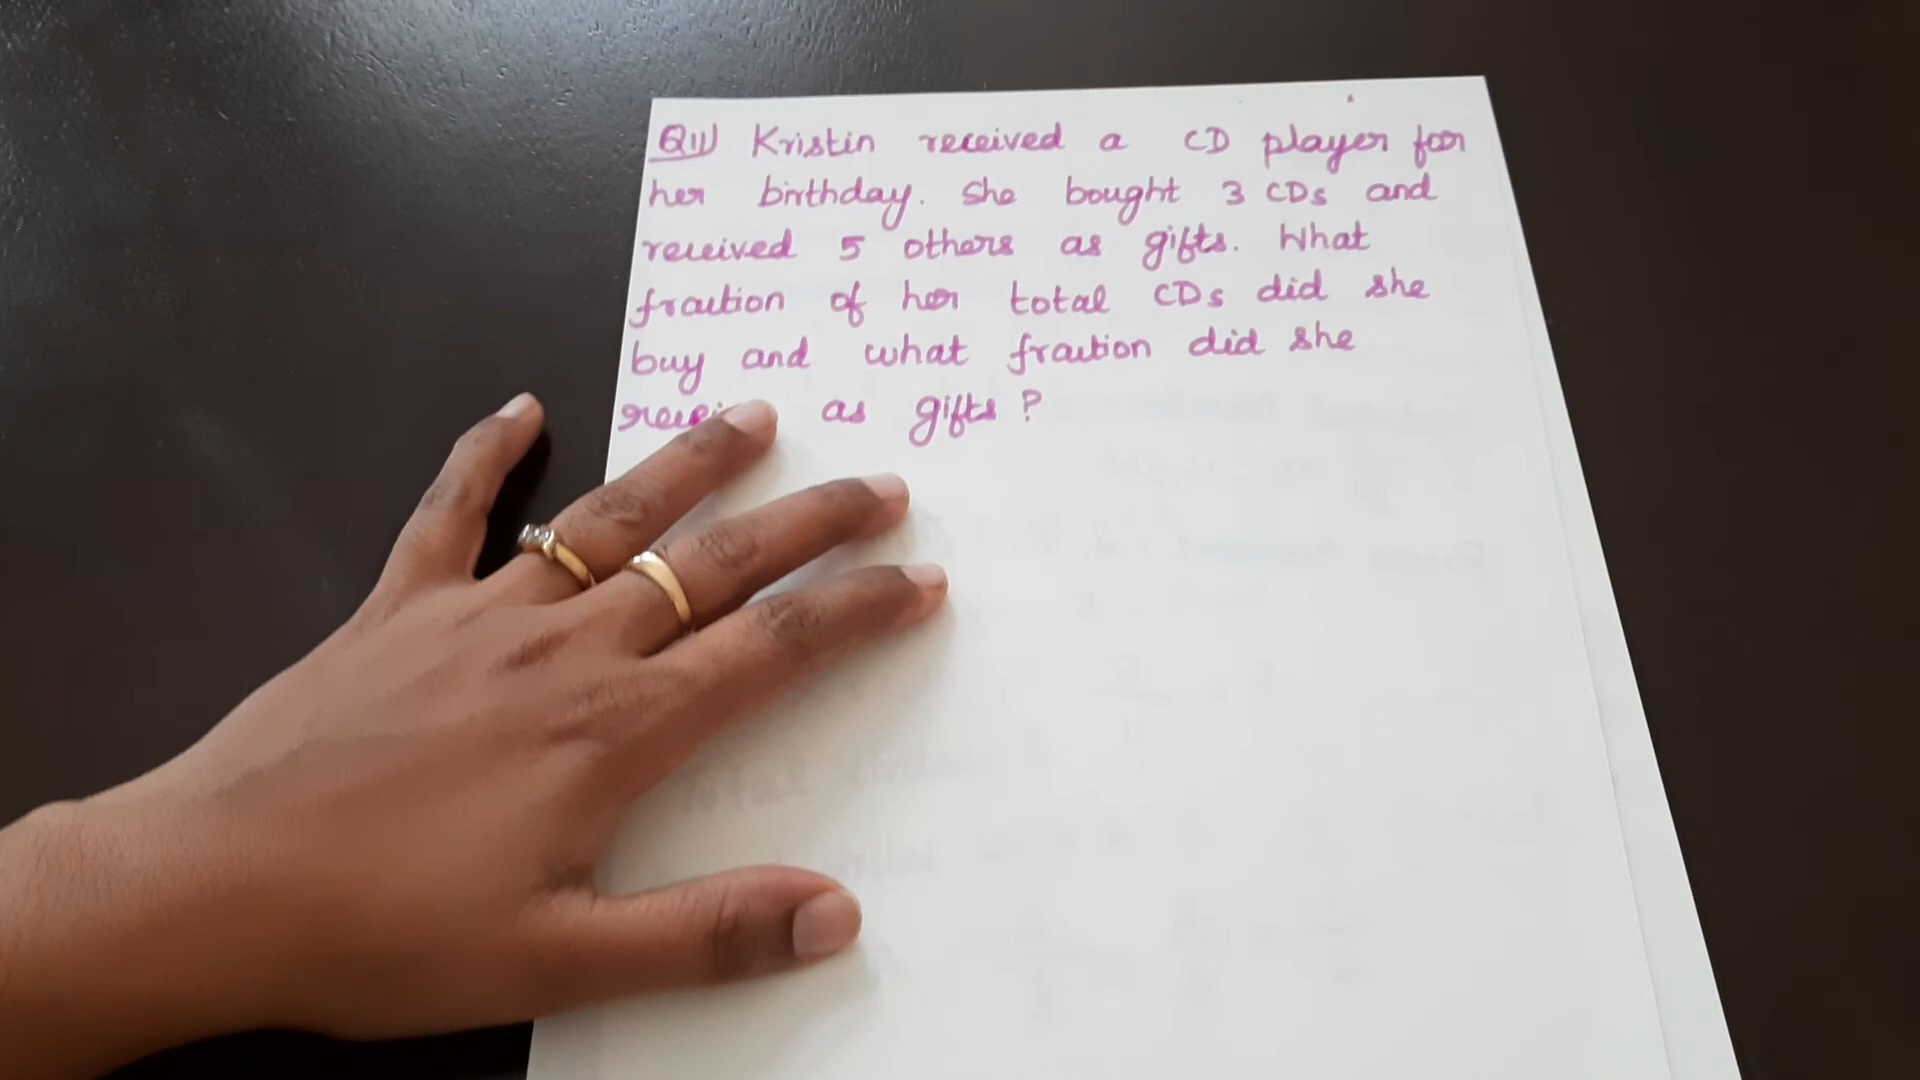 Q11) Kristin received a CD player for
her birthday. She bought 3 CDs and
received 5 others as gifts. What
fraction of her total CDs did she
buy and what fraction did she
as gifts?